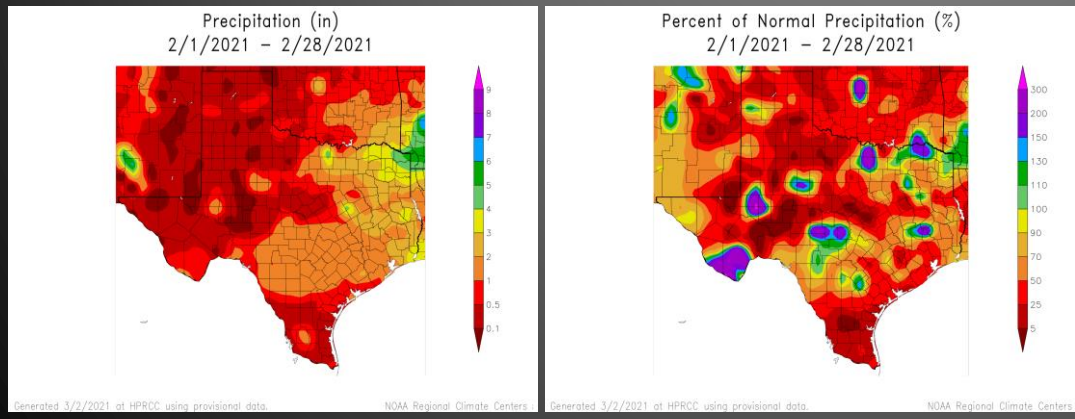 Precipitation (in)
2/1/2021 – 2/28/2021
9
8
7
6
5
4
3
2
1
0.5
0.1
Generated 3/2/2021 at HPRCC using provisional data.
NOAA Regional Climate Centers
Percent of Normal Precipitation (%)
2/1/2021 – 2/28/2021
300
200
150
130
110
100
90
70
50
25
5
Generated 3/2/2021 at HPRCC using provisional data.
NOAA Regional Climate Centers